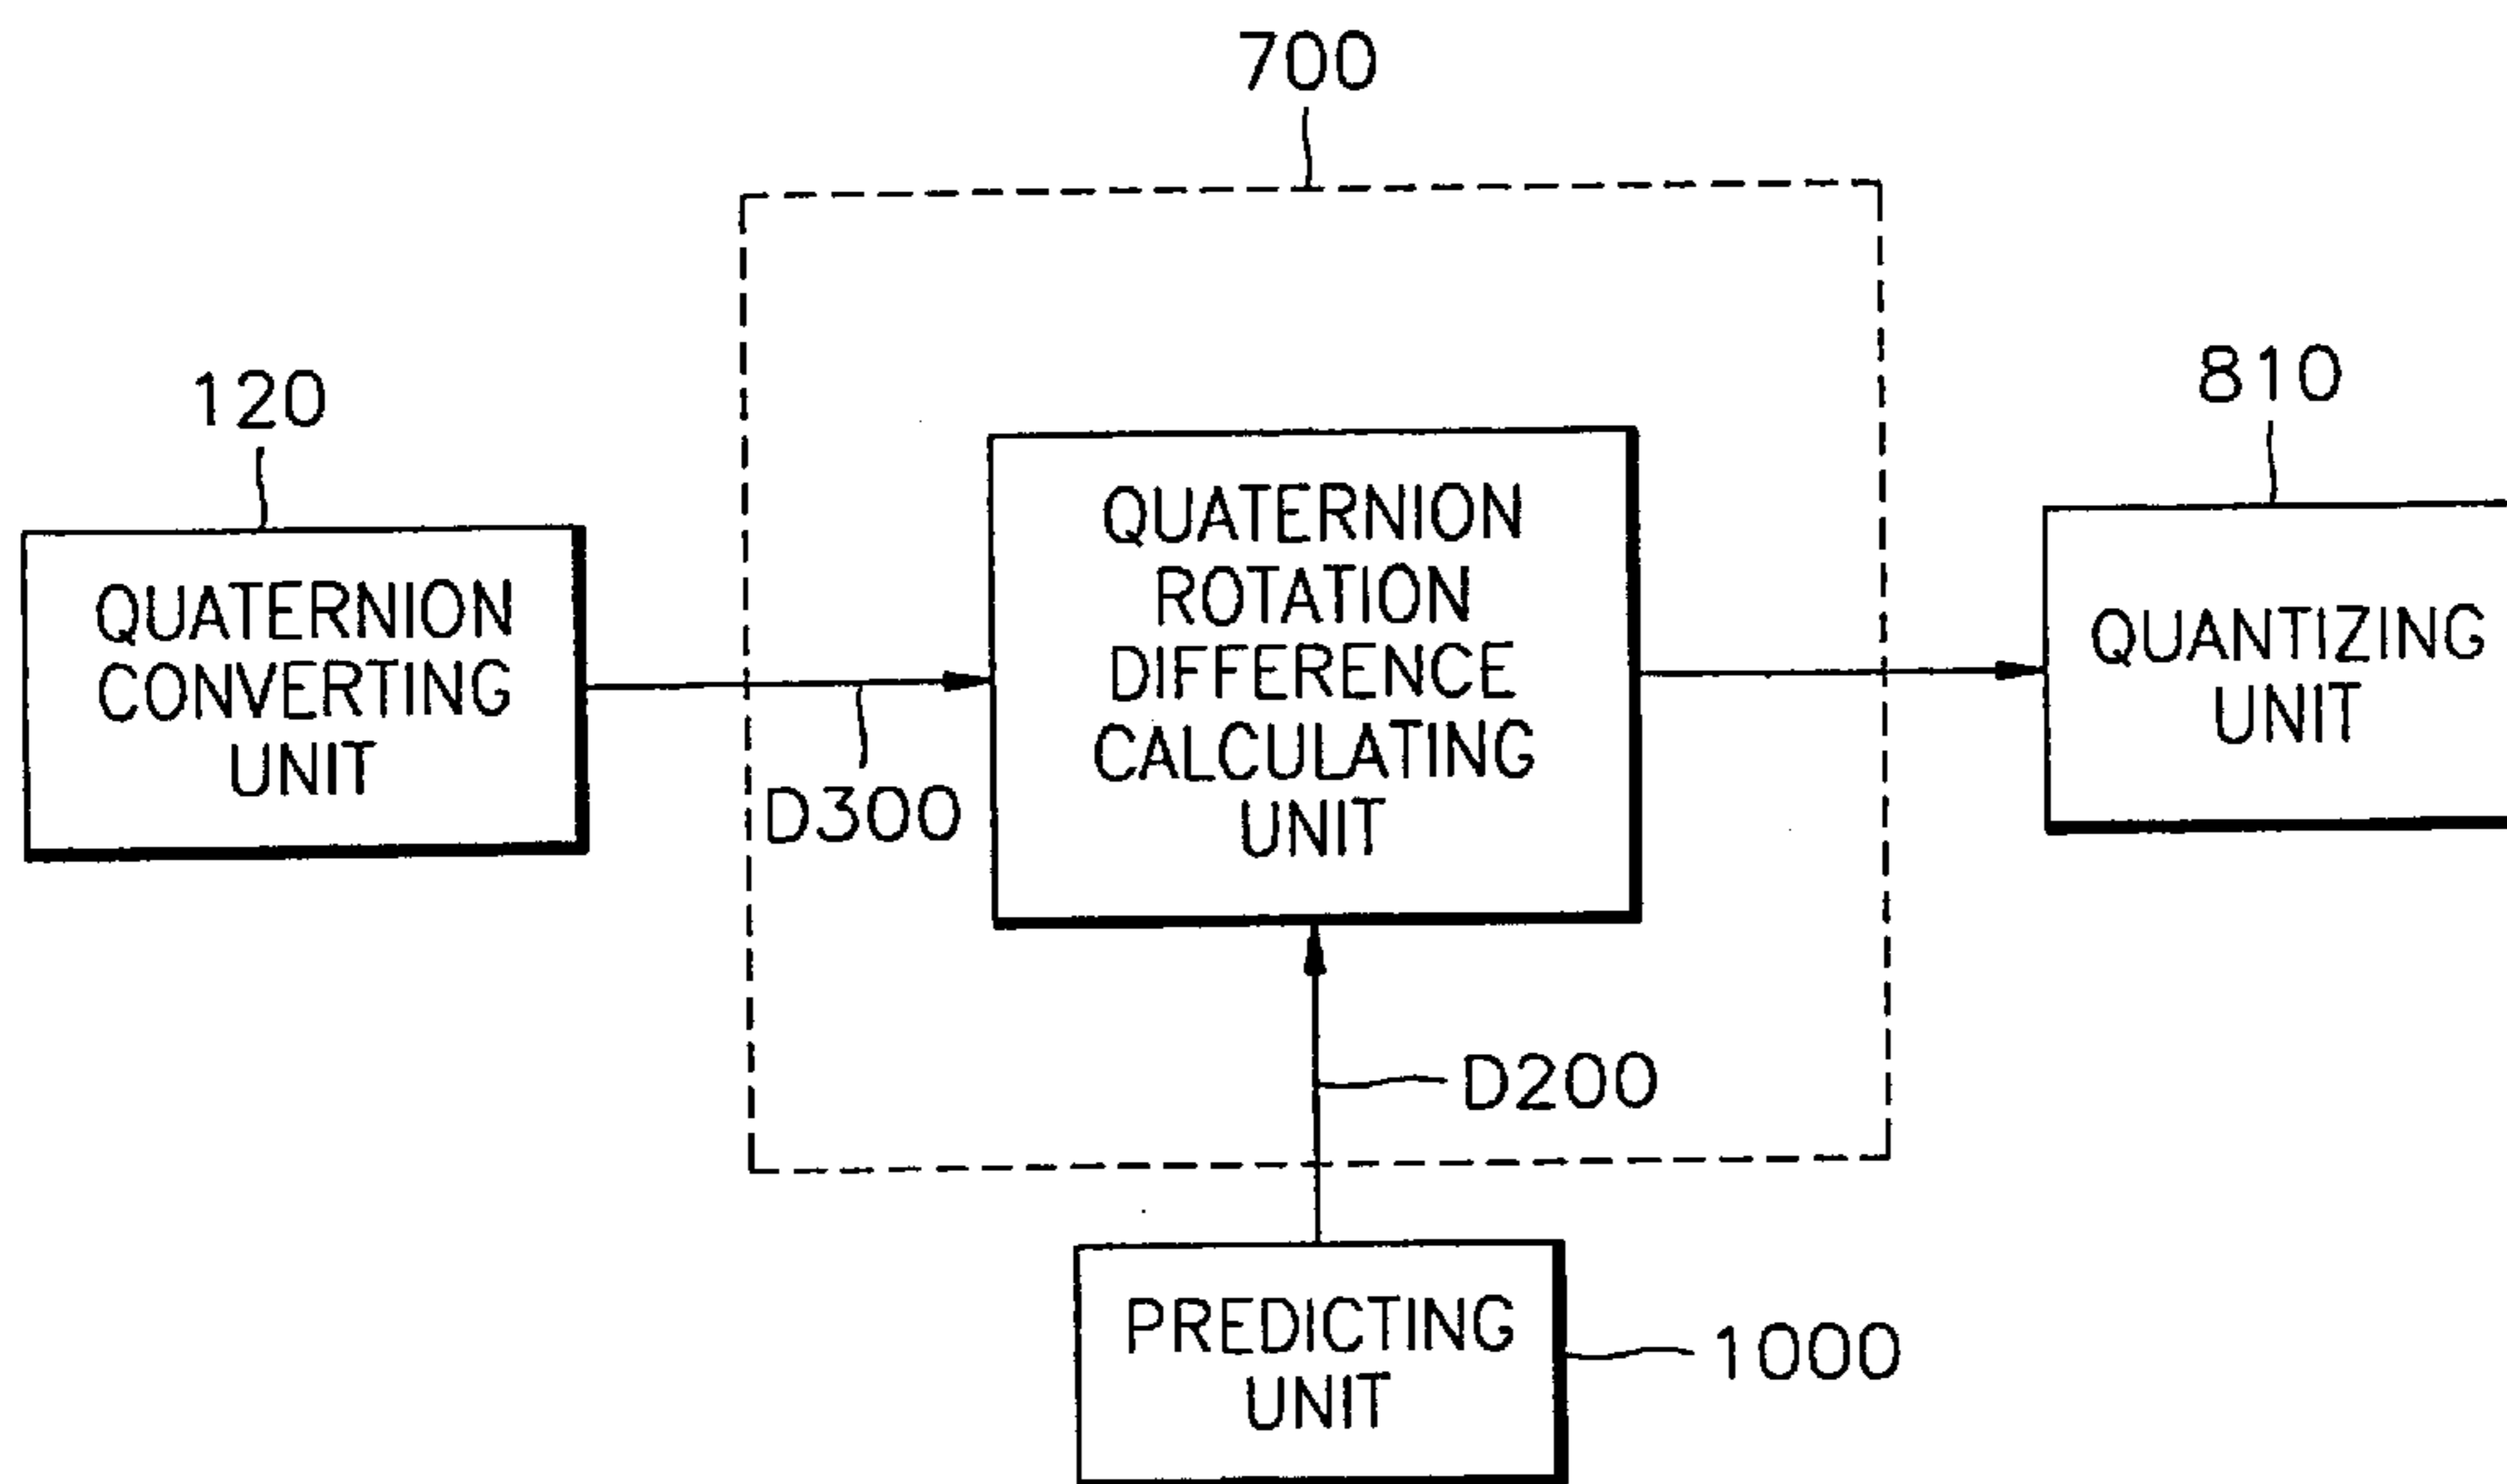 700
120
810
QUATERNION
CONVERTING
UNIT
D300
QUATERNION
ROTATION
DIFFERENCE
CALCULATING
UNIT
QUANTIZING
UNIT
D200
PREDICTING
UNIT
1000